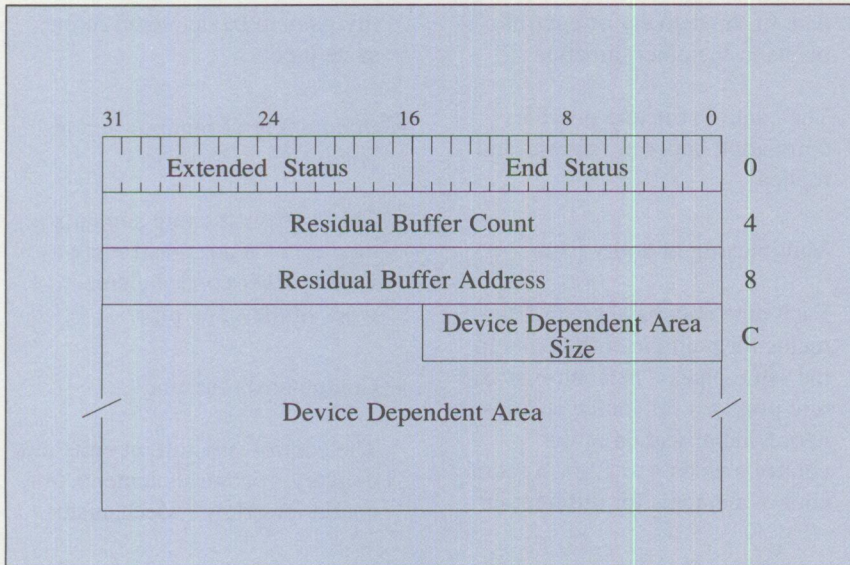 31 24 16 8 0
Extended Status End Status 0
Residual Buffer Count 4
Residual Buffer Address 8
Device Dependent Area
Size C
Device Dependent Area